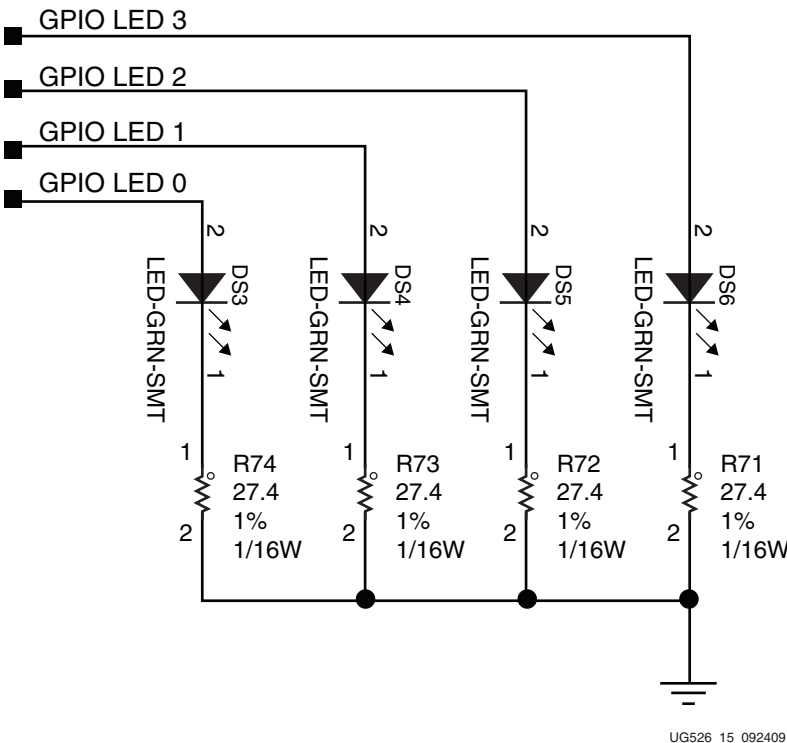 GPIO LED 3
GPIO LED 2
GPIO LED 1
GPIO LED 0
2
DS3
LED-GRN-SMT
1
2
DS4
LED-GRN-SMT
1
2
DS5
LED-GRN-SMT
1
2
DS6
LED-GRN-SMT
1
1
R74
27.4
1%
1/16W
2
1
R73
27.4
1%
1/16W
2
1
R72
27.4
1%
1/16W
2
1
R71
27.4
1%
1/16W
2
UG526_15_092409